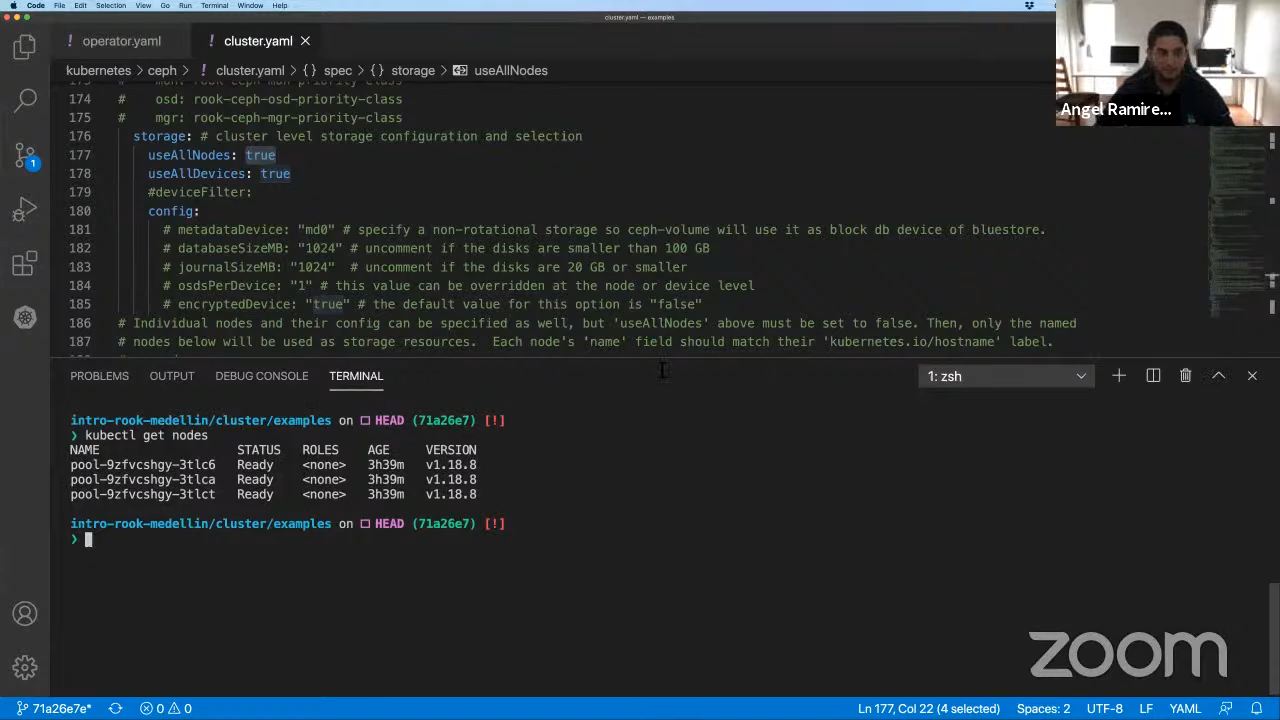 Code File Edit Selection View Go Run Terminal Window Help
cluster.yaml — examples
! operator.yaml ! cluster.yaml ×
kubernetes > ceph > ! cluster.yaml > {} spec > {} storage > useAllNodes
174 # osd: rook-ceph-osd-priority-class
175 # mgr: rook-ceph-mgr-priority-class
176 storage: # cluster level storage configuration and selection
177 useAllNodes: true
178 useAllDevices: true
179 #deviceFilter:
180 config:
181 # metadataDevice: "md0" # specify a non-rotational storage so ceph-volume will use it as block db device of bluestore.
182 # databaseSizeMB: "1024" # uncomment if the disks are smaller than 100 GB
183 # journalSizeMB: "1024"  # uncomment if the disks are 20 GB or smaller
184 # osdsPerDevice: "1" # this value can be overridden at the node or device level
185 # encryptedDevice: "true" # the default value for this option is "false"
186 # Individual nodes and their config can be specified as well, but 'useAllNodes' above must be set to false. Then, only the named
187 # nodes below will be used as storage resources.  Each node's 'name' field should match their 'kubernetes.io/hostname' label.
Angel Ramire...
1
PROBLEMS OUTPUT DEBUG CONSOLE TERMINAL 1: zsh
intro-rook-medellin/cluster/examples on HEAD (71a26e7) [!]
❯ kubectl get nodes
NAME STATUS ROLES AGE VERSION
pool-9zfvcshgy-3tlc6 Ready <none> 3h39m v1.18.8
pool-9zfvcshgy-3tlca Ready <none> 3h39m v1.18.8
pool-9zfvcshgy-3tlct Ready <none> 3h39m v1.18.8
intro-rook-medellin/cluster/examples on HEAD (71a26e7) [!]
❯
zoom
71a26e7e* 0 0 Ln 177, Col 22 (4 selected) Spaces: 2 UTF-8 LF YAML